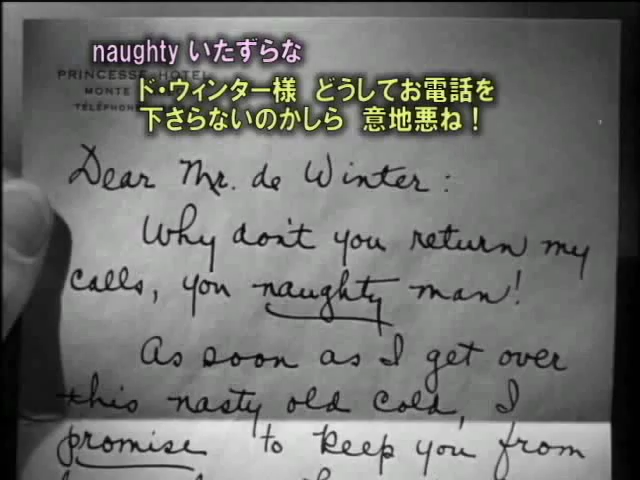 naughty いたずらな
PRINCESSE HOTEL
MONTE
TÉLÉPHONE
ド・ウィンター様 どうしてお電話を
下さらないのかしら 意地悪ね！
Dear Mr. de Winter:
Why don't you return my
calls, you naughty man!
As soon as I get over
this nasty old cold, I
promise to keep you from